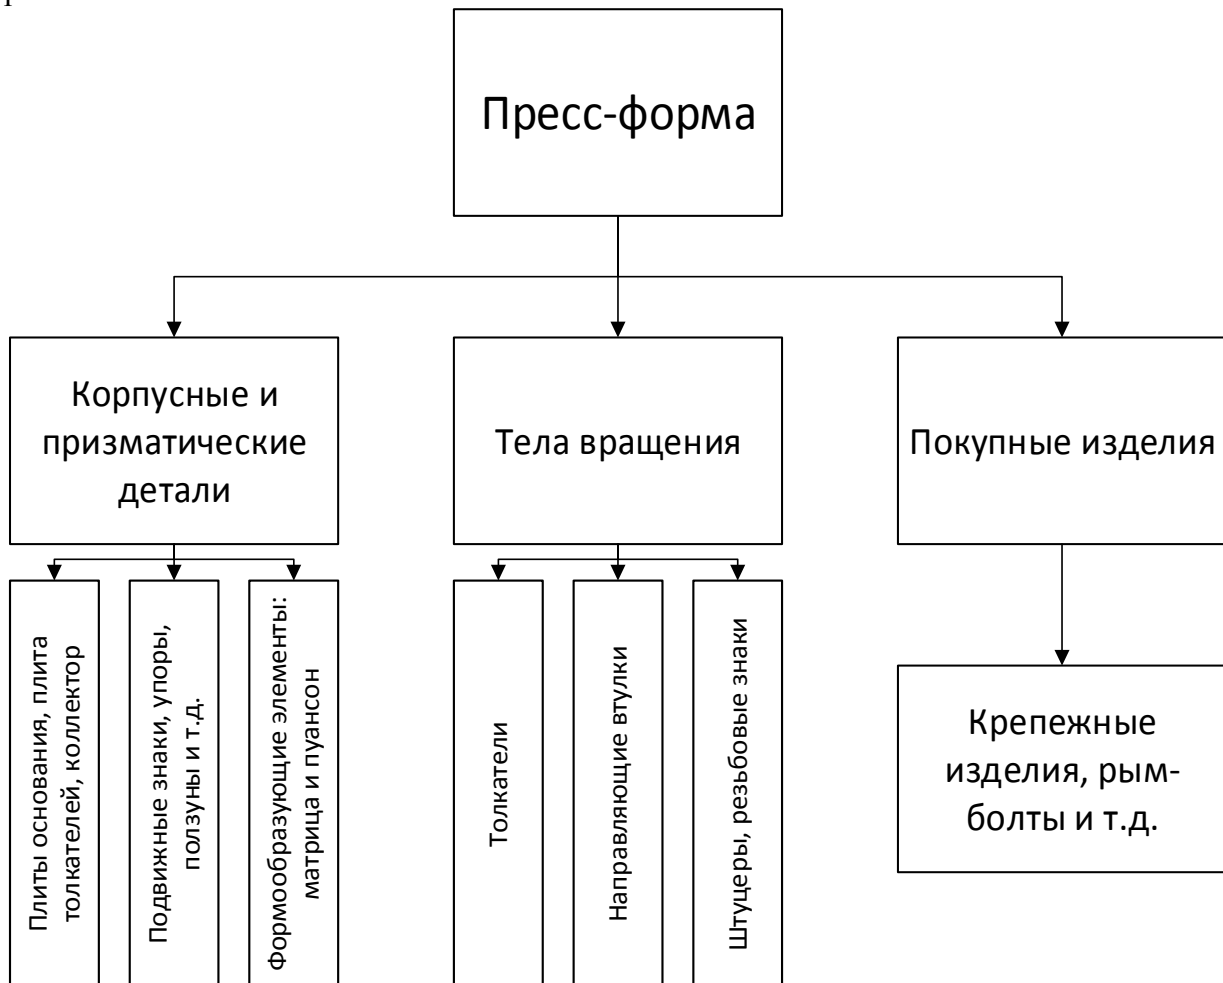 Пресс-форма
Корпусные и
призматические
детали
Тела вращения
Покупные изделия
Плиты основания, плита
толкателей, коллектор
Подвижные знаки, упоры,
ползуны и т.д.
Формообразующие элементы:
матрица и пуансон
Толкатели
Направляющие втулки
Штуцеры, резьбовые знаки
Крепежные
изделия, рым-
болты и т.д.